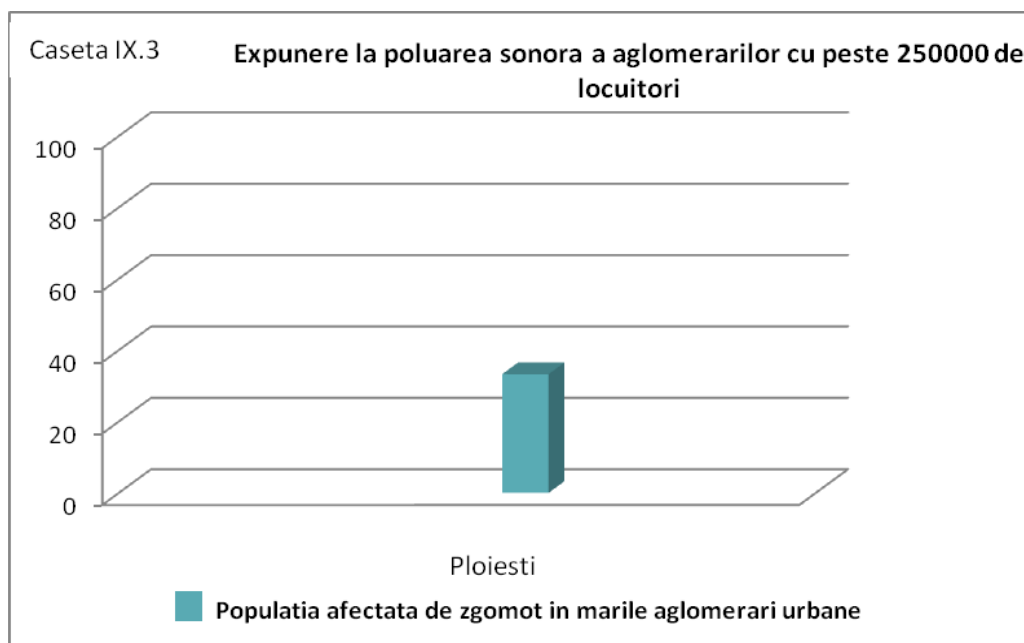 Caseta IX.3
Expunere la poluarea sonora a aglomerarilor cu peste 250000 de
locuitori
100
80
60
40
20
0
Ploiesti
Populatia afectata de zgomot in marile aglomerari urbane